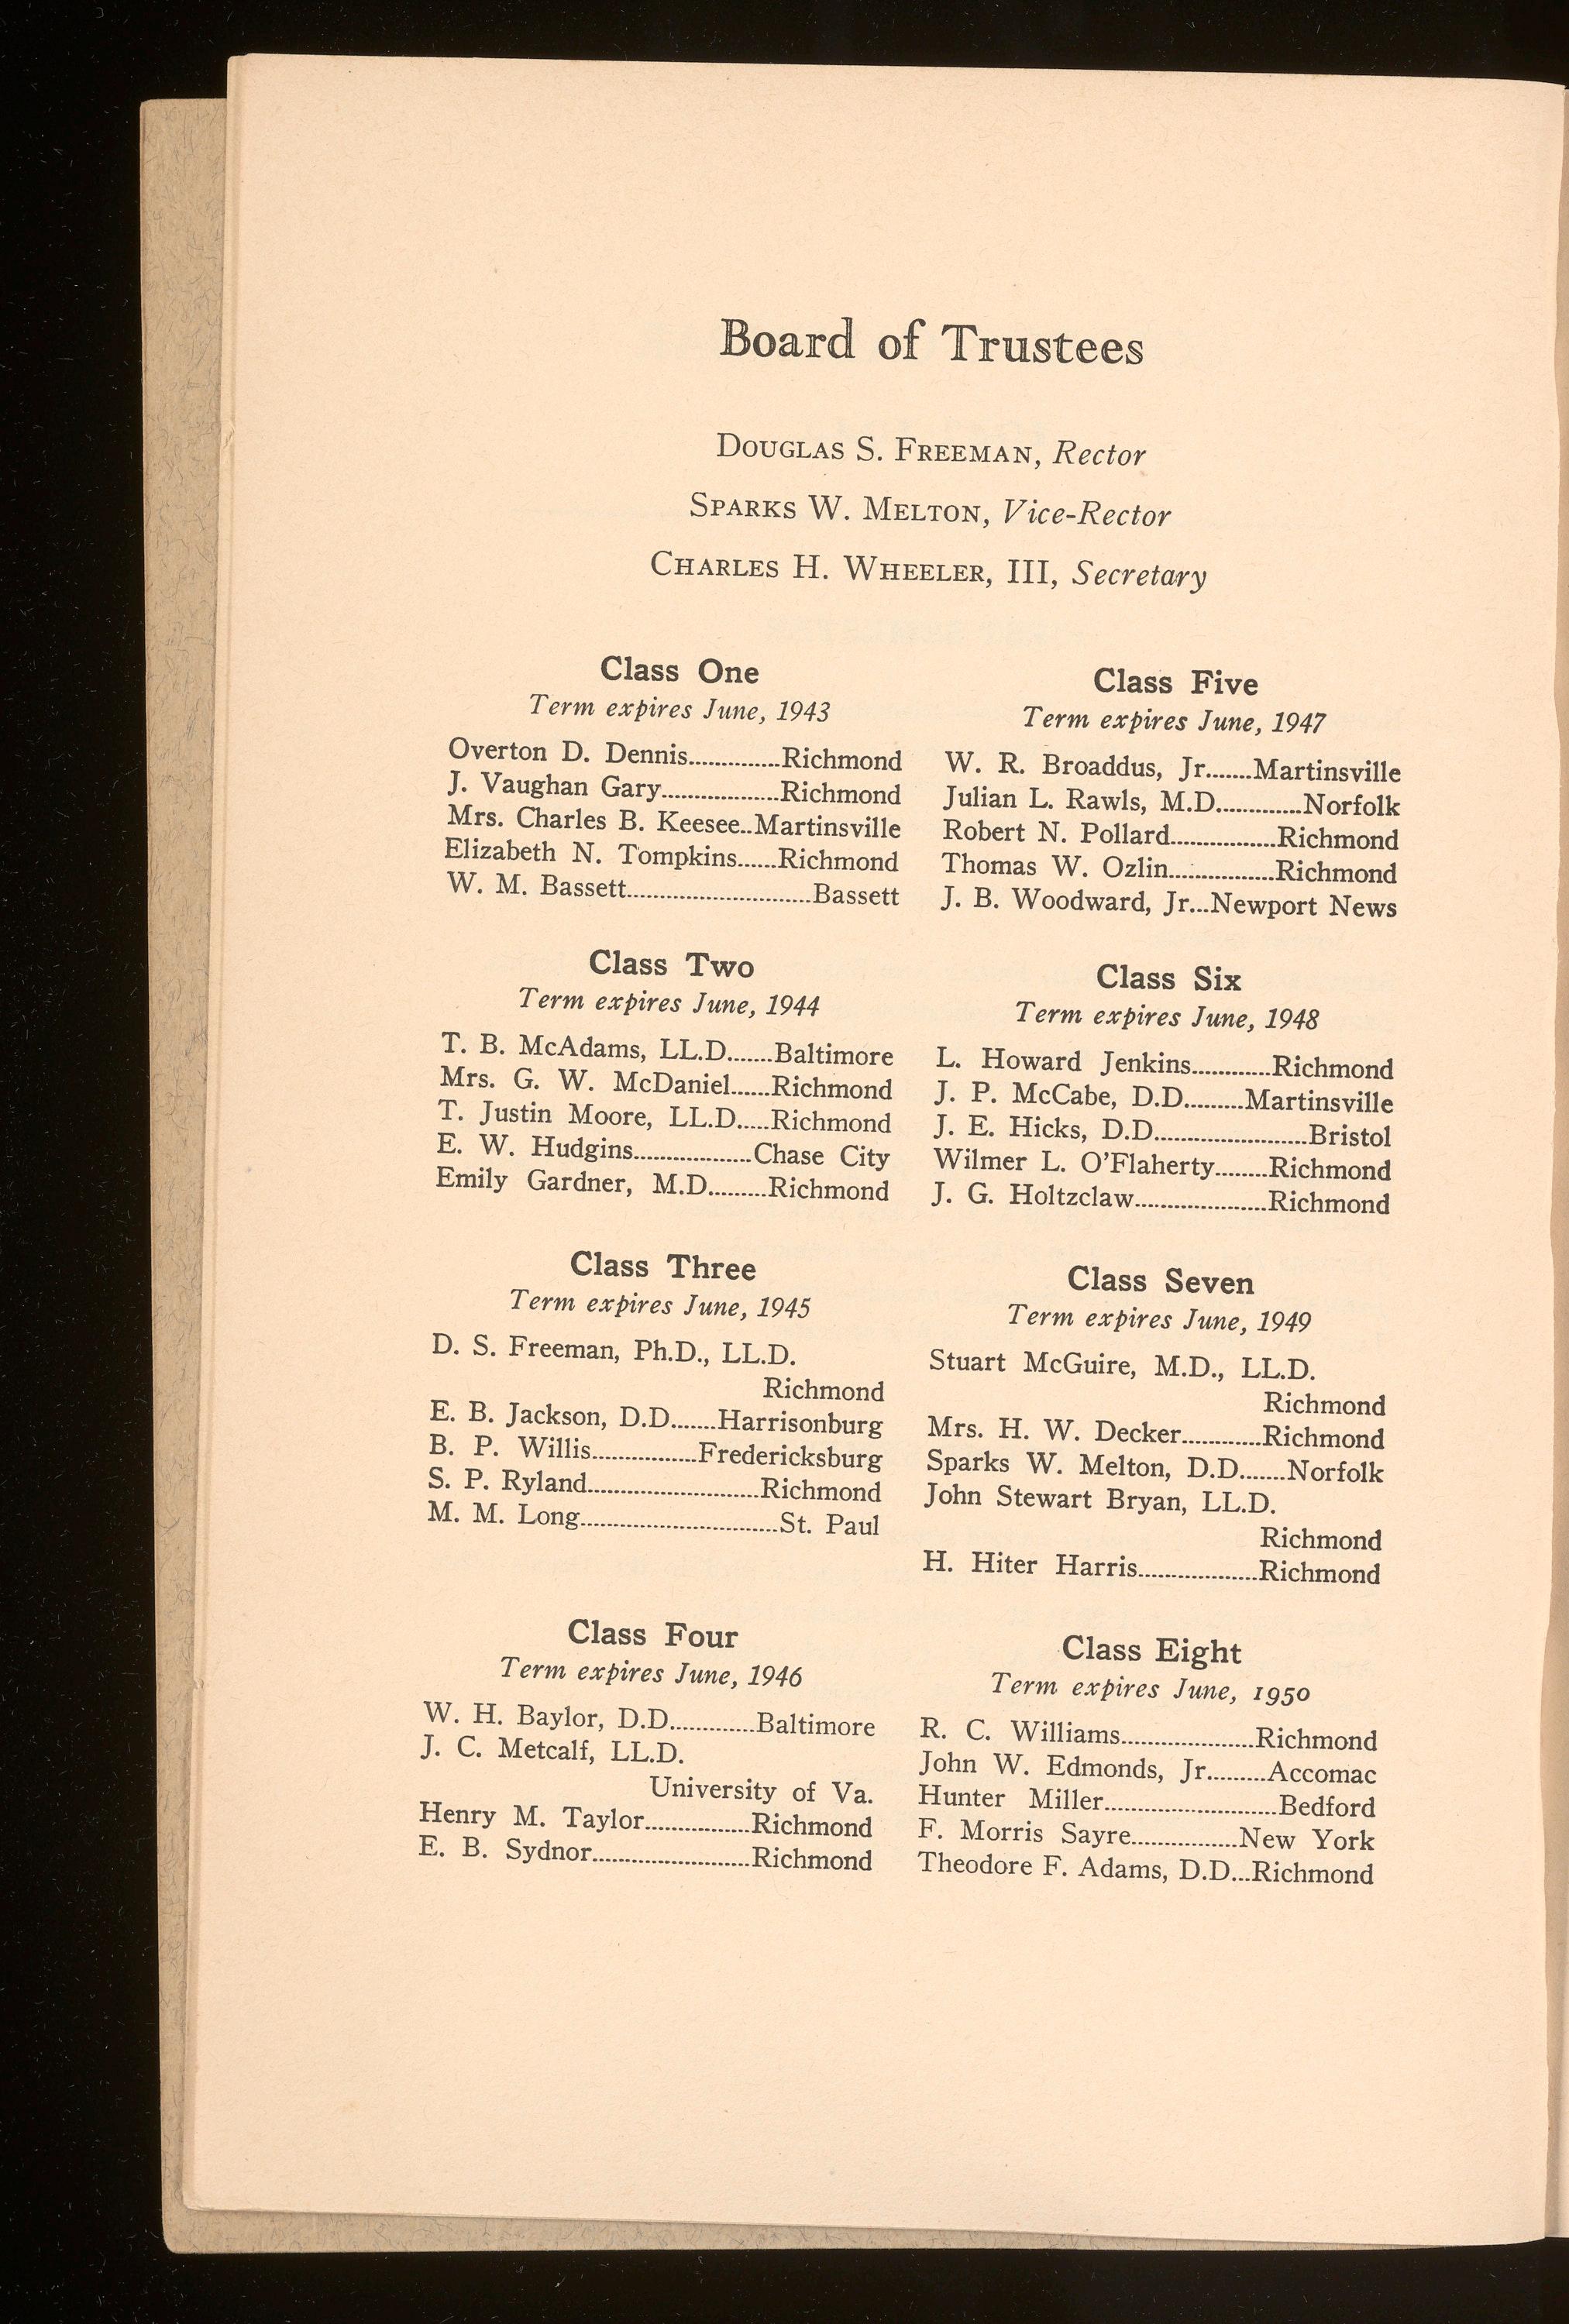 Board of Trustees
Douglas S. Freeman, Rector
Sparks W. Melton, Vice-Rector
Charles H. Wheeler, III, Secretary
Class One
Term expires June, 1943
Overton D. Dennis..............Richmond
J. Vaughan Gary..................Richmond
Mrs. Charles B. Keesee..Martinsville
Elizabeth N. Tompkins......Richmond
W. M. Bassett............................Bassett
Class Two
Term expires June, 1944
T. B. McAdams, LL.D.......Baltimore
Mrs. G. W. McDaniel......Richmond
T. Justin Moore, LL.D.....Richmond
E. W. Hudgins..................Chase City
Emily Gardner, M.D.........Richmond
Class Three
Term expires June, 1945
D. S. Freeman, Ph.D., LL.D.
Richmond
E. B. Jackson, D.D.......Harrisonburg
B. P. Willis................Fredericksburg
S. P. Ryland..........................Richmond
M. M. Long..............................St. Paul
Class Four
Term expires June, 1946
W. H. Baylor, D.D.............Baltimore
J. C. Metcalf, LL.D.
University of Va.
Henry M. Taylor................Richmond
E. B. Sydnor........................Richmond
Class Five
Term expires June, 1947
W. R. Broaddus, Jr.......Martinsville
Julian L. Rawls, M.D.............Norfolk
Robert N. Pollard................Richmond
Thomas W. Ozlin................Richmond
J. B. Woodward, Jr...Newport News
Class Six
Term expires June, 1948
L. Howard Jenkins............Richmond
J. P. McCabe, D.D.........Martinsville
J. E. Hicks, D.D.......................Bristol
Wilmer L. O'Flaherty........Richmond
J. G. Holtzclaw....................Richmond
Class Seven
Term expires June, 1949
Stuart McGuire, M.D., LL.D.
Richmond
Mrs. H. W. Decker............Richmond
Sparks W. Melton, D.D.......Norfolk
John Stewart Bryan, LL.D.
Richmond
H. Hiter Harris..................Richmond
Class Eight
Term expires June, 1950
R. C. Williams....................Richmond
John W. Edmonds, Jr.........Accomac
Hunter Miller..........................Bedford
F. Morris Sayre................New York
Theodore F. Adams, D.D...Richmond